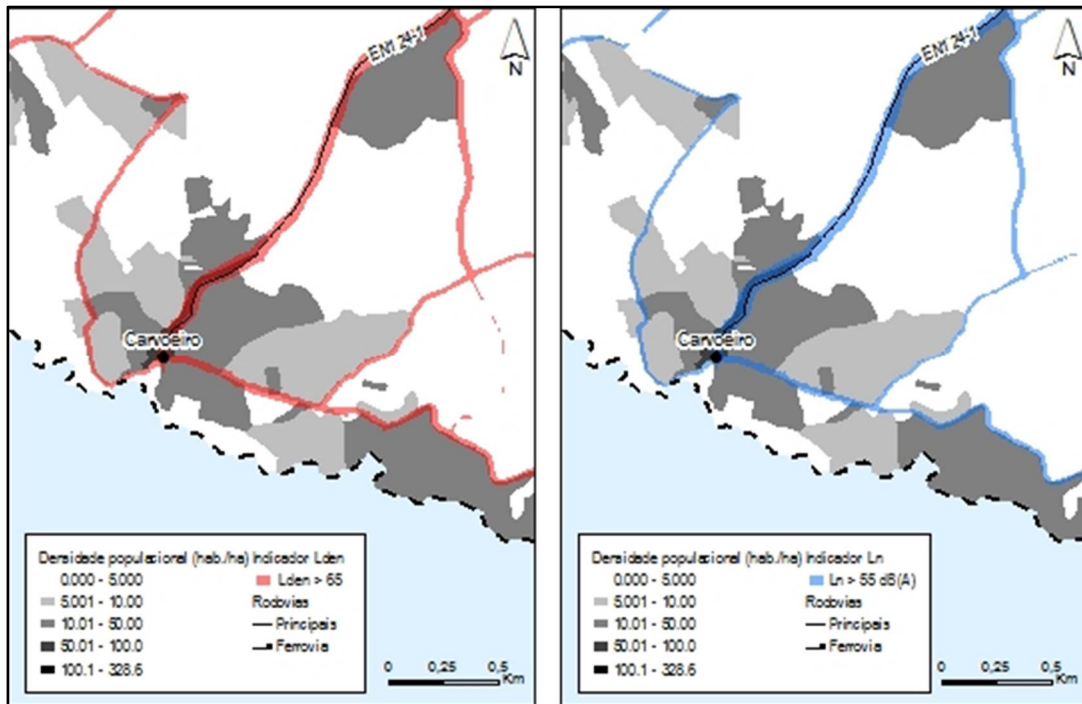 EN124-1
N
Carvoeiro
Densidade populacional (hab./ha) Indicador Lden
0.000 - 5.000
Lden > 65
5.001 - 10.00
Rodovias
10.01 - 50.00
Principais
50.01 - 100.0
Ferrovia
100.1 - 328.6
0 0,25 0,5
Km
EN124-1
N
Carvoeiro
Densidade populacional (hab./ha) Indicador Ln
0.000 - 5.000
Ln > 55 dB(A)
5.001 - 10.00
Rodovias
10.01 - 50.00
Principais
50.01 - 100.0
Ferrovia
100.1 - 328.6
0 0,25 0,5
Km